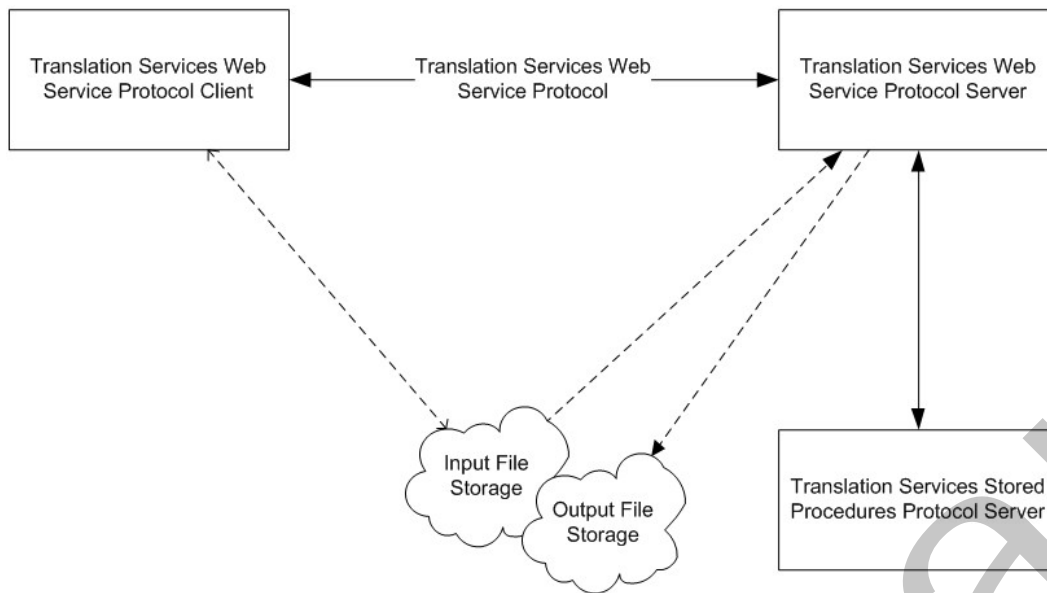 Translation Services Web
Service Protocol Client
Translation Services Web
Service Protocol
Translation Services Web
Service Protocol Server
Input File
Storage
Output File
Storage
Translation Services Stored
Procedures Protocol Server